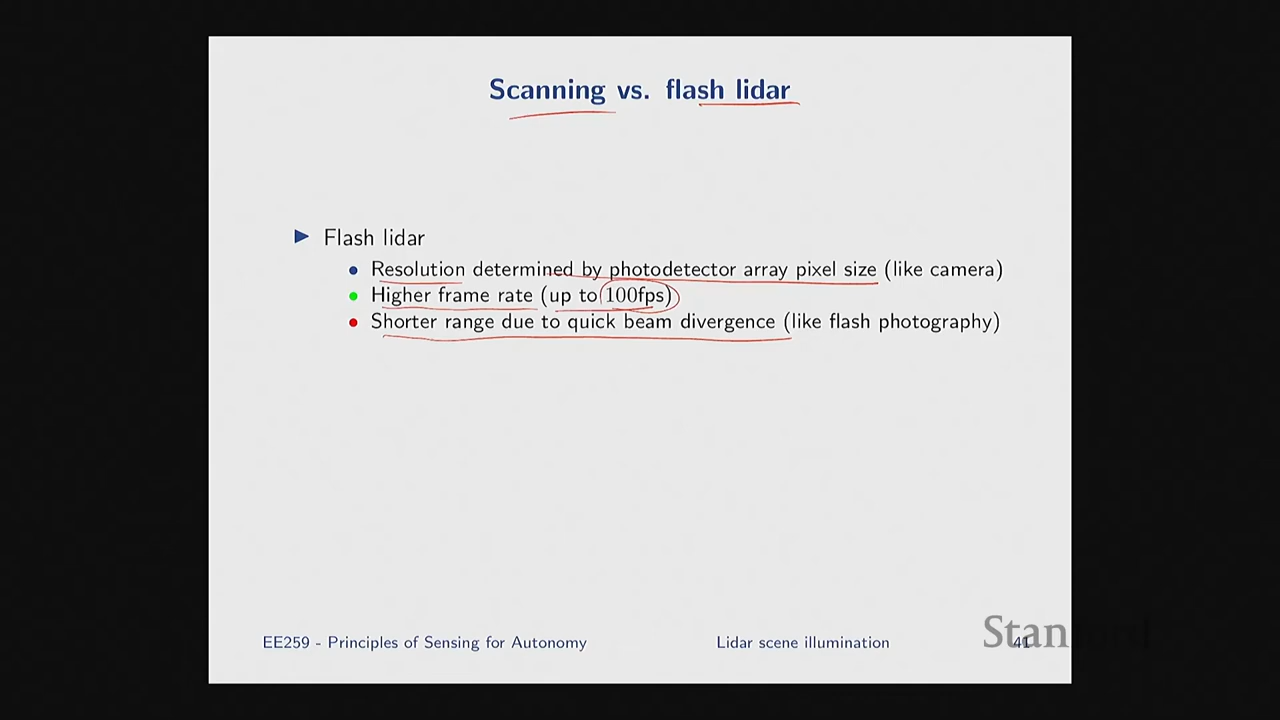 Scanning vs. flash lidar
Flash lidar
Resolution determined by photodetector array pixel size (like camera)
Higher frame rate (up to 100fps)
Shorter range due to quick beam divergence (like flash photography)
EE259 - Principles of Sensing for Autonomy Lidar scene illumination 41
Stanford